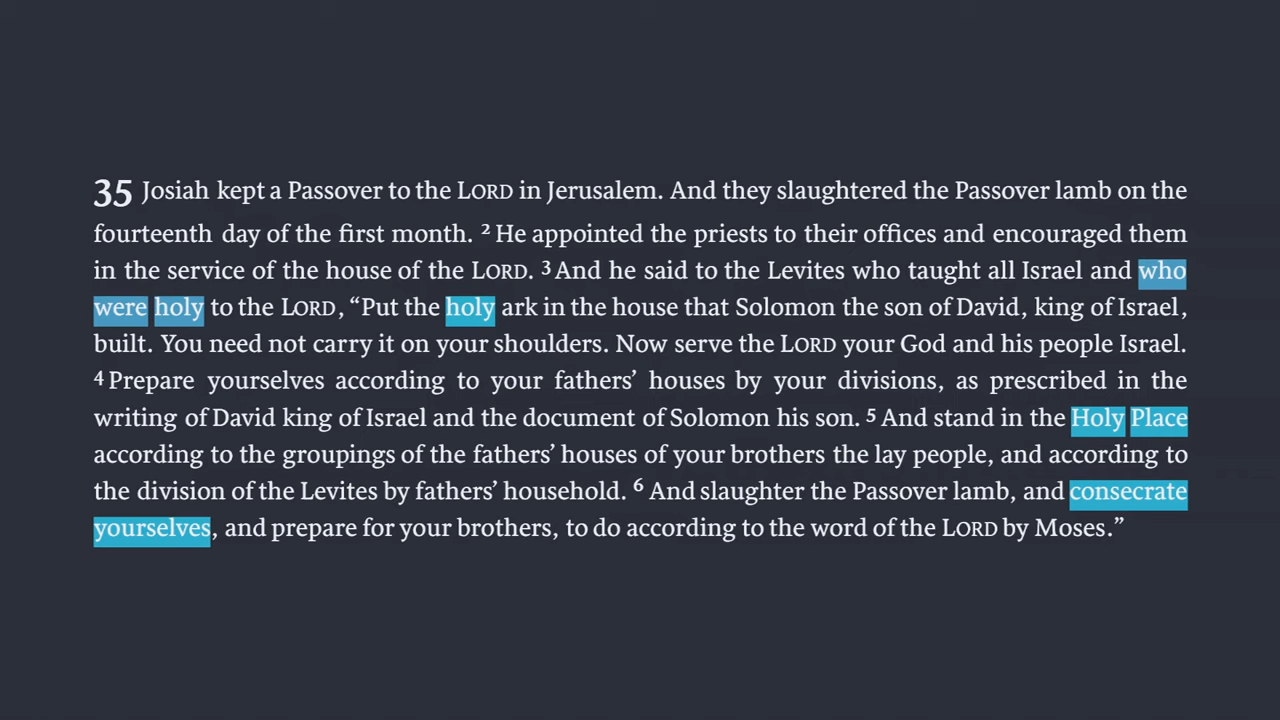 35 Josiah kept a Passover to the LORD in Jerusalem. And they slaughtered the Passover lamb on the
fourteenth day of the first month. 2 He appointed the priests to their offices and encouraged them
in the service of the house of the LORD. 3 And he said to the Levites who taught all Israel and who
were holy to the LORD, “Put the holy ark in the house that Solomon the son of David, king of Israel,
built. You need not carry it on your shoulders. Now serve the LORD your God and his people Israel.
4 Prepare yourselves according to your fathers’ houses by your divisions, as prescribed in the
writing of David king of Israel and the document of Solomon his son. 5 And stand in the Holy Place
according to the groupings of the fathers’ houses of your brothers the lay people, and according to
the division of the Levites by fathers’ household. 6 And slaughter the Passover lamb, and consecrate
yourselves, and prepare for your brothers, to do according to the word of the LORD by Moses.”